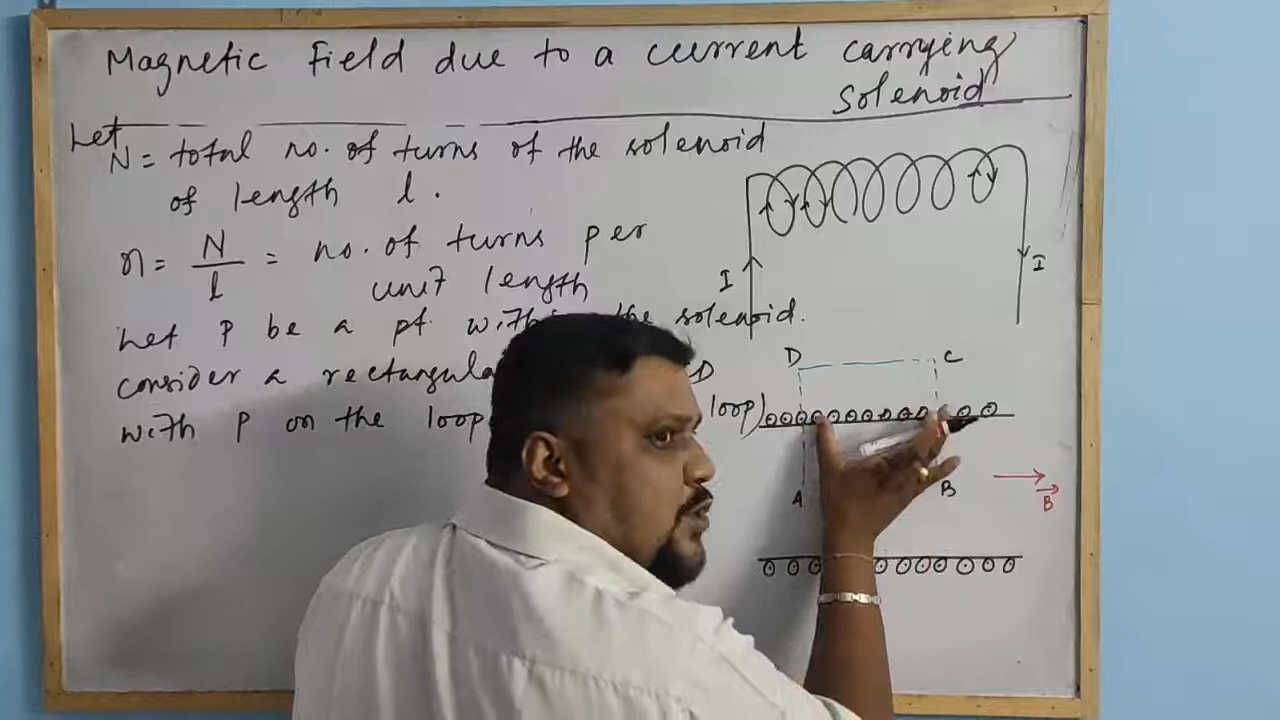 Magnetic Field due to a current carrying
solenoid
Let
N = total no. of turns of the solenoid
of length l.
n = N/l = no. of turns per
unit length
Let P be a pt. the solenoid.
consider a D
with P on the loop loop)
I
I
D
C
A
B
B